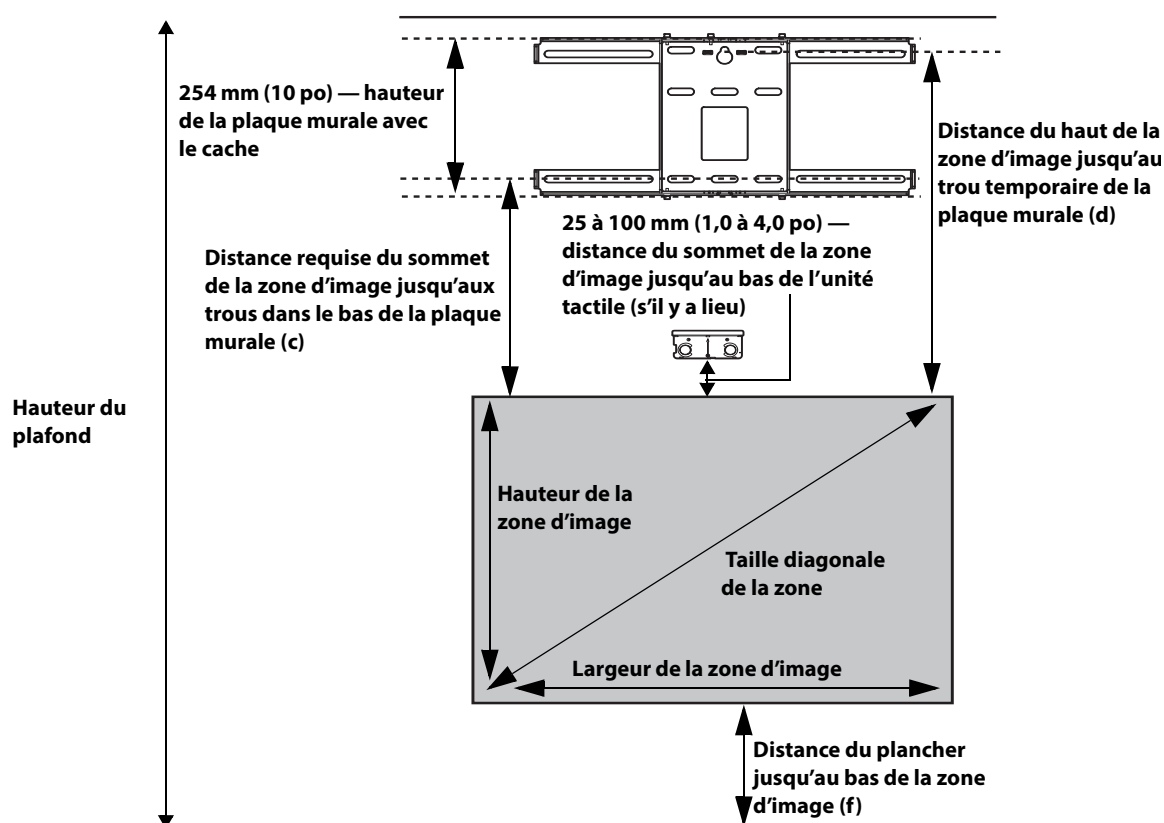 254 mm (10 po) — hauteur
de la plaque murale avec
le cache
Distance du haut de la
zone d'image jusqu'au
trou temporaire de la
plaque murale (d)
25 à 100 mm (1,0 à 4,0 po) —
distance du sommet de la zone
d'image jusqu'au bas de l'unité
tactile (s'il y a lieu)
Distance requise du sommet
de la zone d'image jusqu'aux
trous dans le bas de la plaque
murale (c)
Hauteur du
plafond
Hauteur de la
zone d'image
Taille diagonale
de la zone
Largeur de la zone d'image
Distance du plancher
jusqu'au bas de la zone
d'image (f)